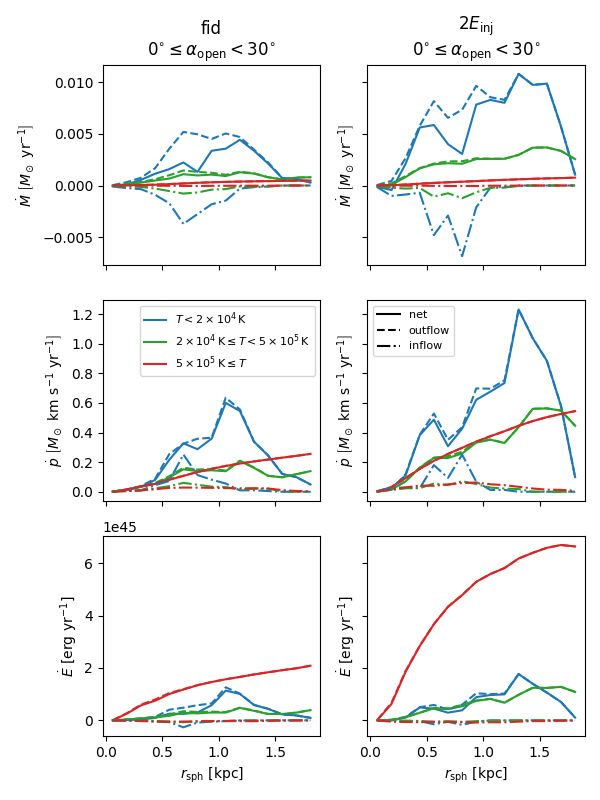 fid
0° ≤ α_open < 30°
2E_inj
0° ≤ α_open < 30°
Ṁ [M_⊙ yr⁻¹]
0.010
0.005
0.000
−0.005
Ṁ [M_⊙ yr⁻¹]
ṗ [M_⊙ km s⁻¹ yr⁻¹]
1.2
1.0
0.8
0.6
0.4
0.2
0.0
T < 2 × 10⁴ K
2 × 10⁴ K ≤ T < 5 × 10⁵ K
5 × 10⁵ K ≤ T
ṗ [M_⊙ km s⁻¹ yr⁻¹]
net
outflow
inflow
1e45
Ė [erg yr⁻¹]
6
4
2
0
0.0 0.5 1.0 1.5
r_sph [kpc]
Ė [erg yr⁻¹]
0.0 0.5 1.0 1.5
r_sph [kpc]